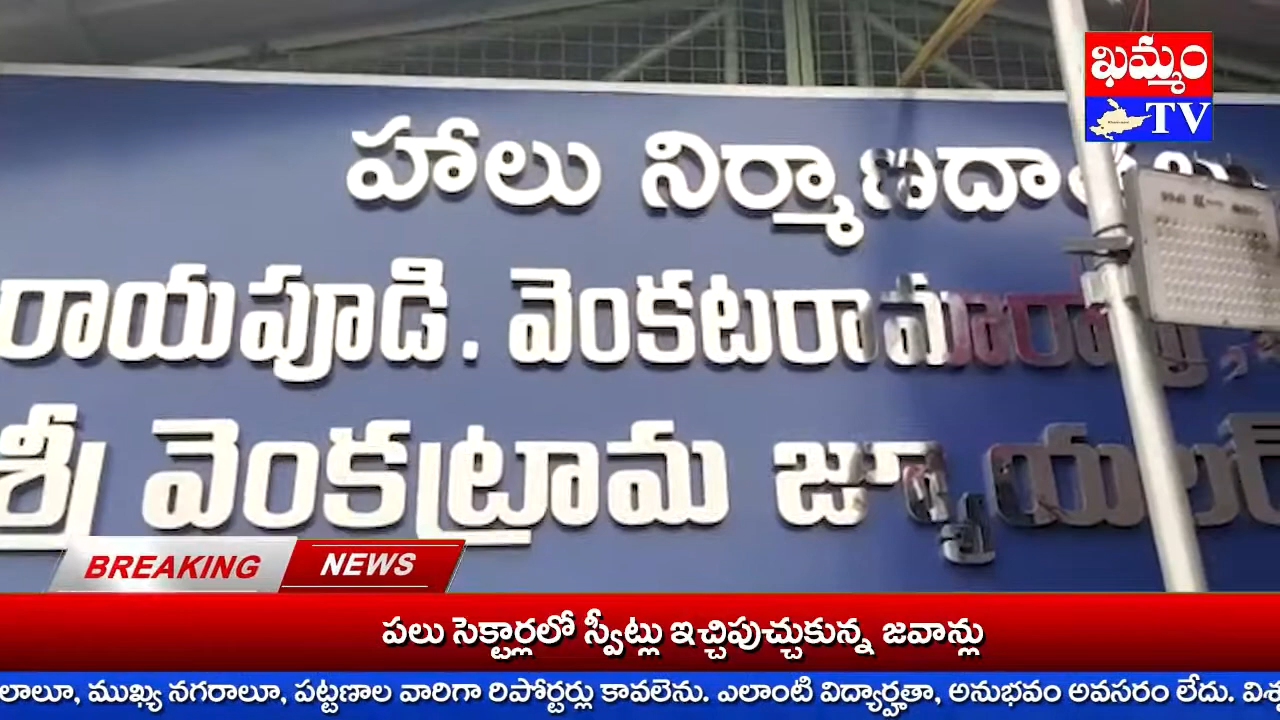 ఖమ్మం
TV
హాలు
రాయపూడి. వెంకటరామారావు
శ్రీ వెంకట్రామ జ్యూయలర్
BREAKING NEWS
పలు సెక్టార్లలో స్వీట్లు ఇచ్చిపుచ్చుకున్న జవాన్లు
లాలూ, ముఖ్య నగరాలూ, పట్టణాల వారిగా రిపోర్టర్లు కావలెను. ఎలాంటి విద్యార్హతా, అనుభవం అవసరం లేదు. విశ